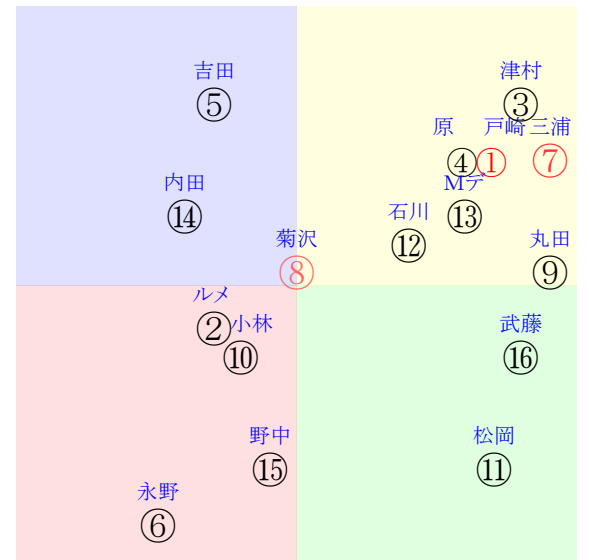 吉田
⑤
津村
③
原
④
戸崎
①
三浦
⑦
内田
⑭
Mデ
⑬
石川
⑫
菊沢
⑧
丸田
⑨
ルメ
②
小林
⑩
武藤
⑯
野中
⑮
松岡
⑪
永野
⑥